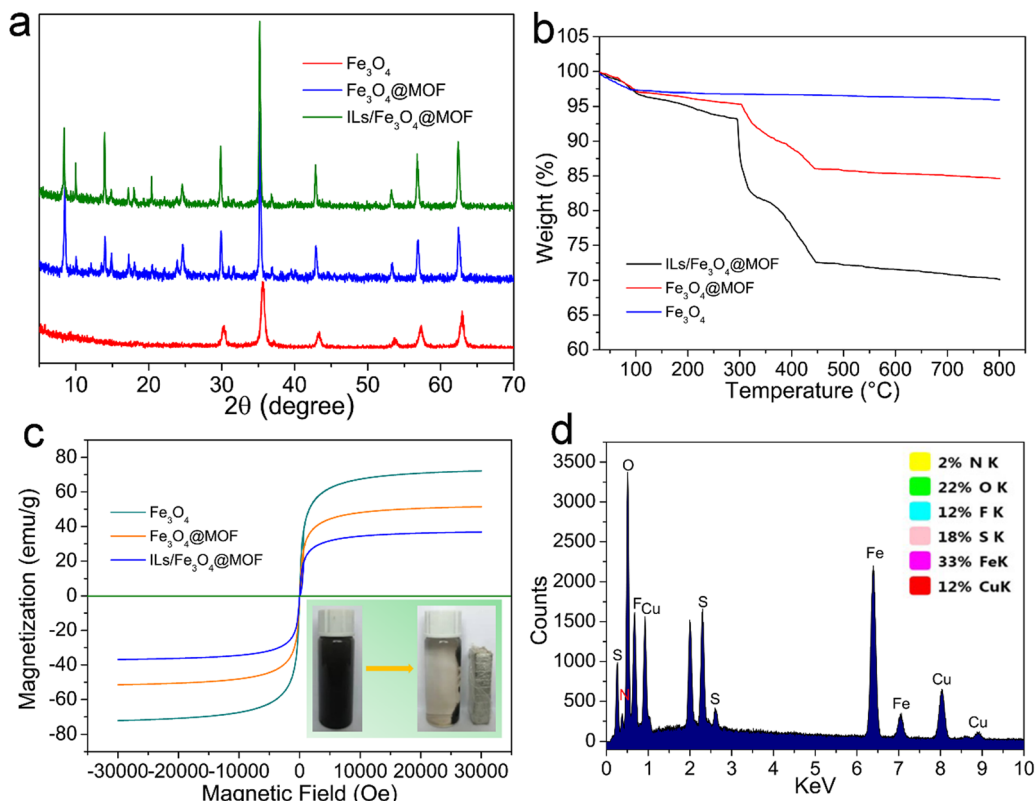 a
Fe3O4
Fe3O4@MOF
ILs/Fe3O4@MOF
5 10 20 30 40 50 60 70
2θ (degree)
b
105
100
95
90
85
80
75
70
65
60
Weight (%)
ILs/Fe3O4@MOF
Fe3O4@MOF
Fe3O4
100 200 300 400 500 600 700 800
Temperature (°C)
c
80
60
40
20
0
-20
-40
-60
-80
Magnetization (emu/g)
Fe3O4
Fe3O4@MOF
ILs/Fe3O4@MOF
-30000 -20000 -10000 0 10000 20000 30000
Magnetic Field (Oe)
d
3500
3000
2500
2000
1500
1000
500
0
Counts
O
F
Cu
S
N
S
S
Fe
Fe
Cu
Cu
2% N K
22% O K
12% F K
18% S K
33% FeK
12% CuK
0 1 2 3 4 5 6 7 8 9 10
KeV